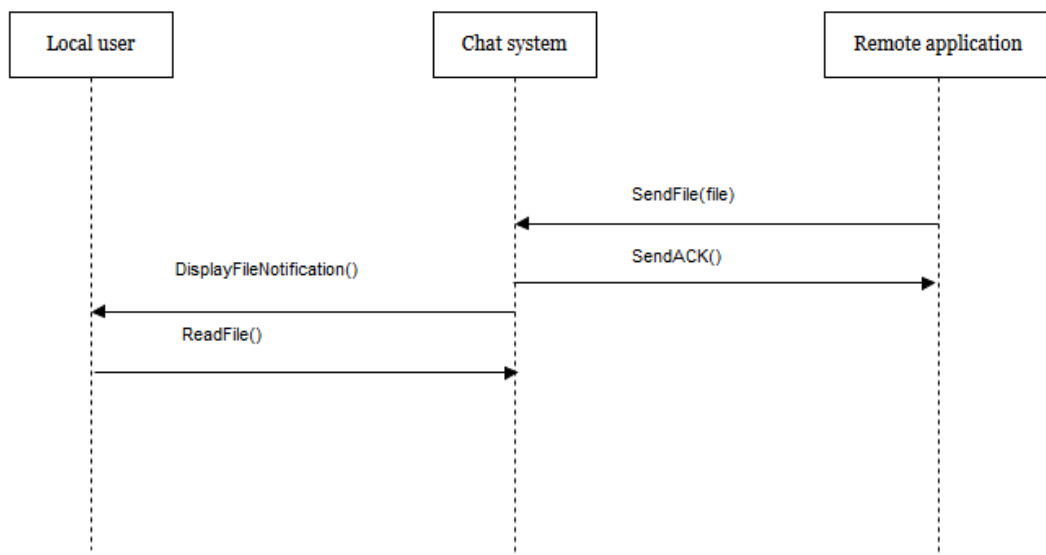 Local user
Chat system
Remote application
SendFile(file)
SendACK()
DisplayFileNotification()
ReadFile()